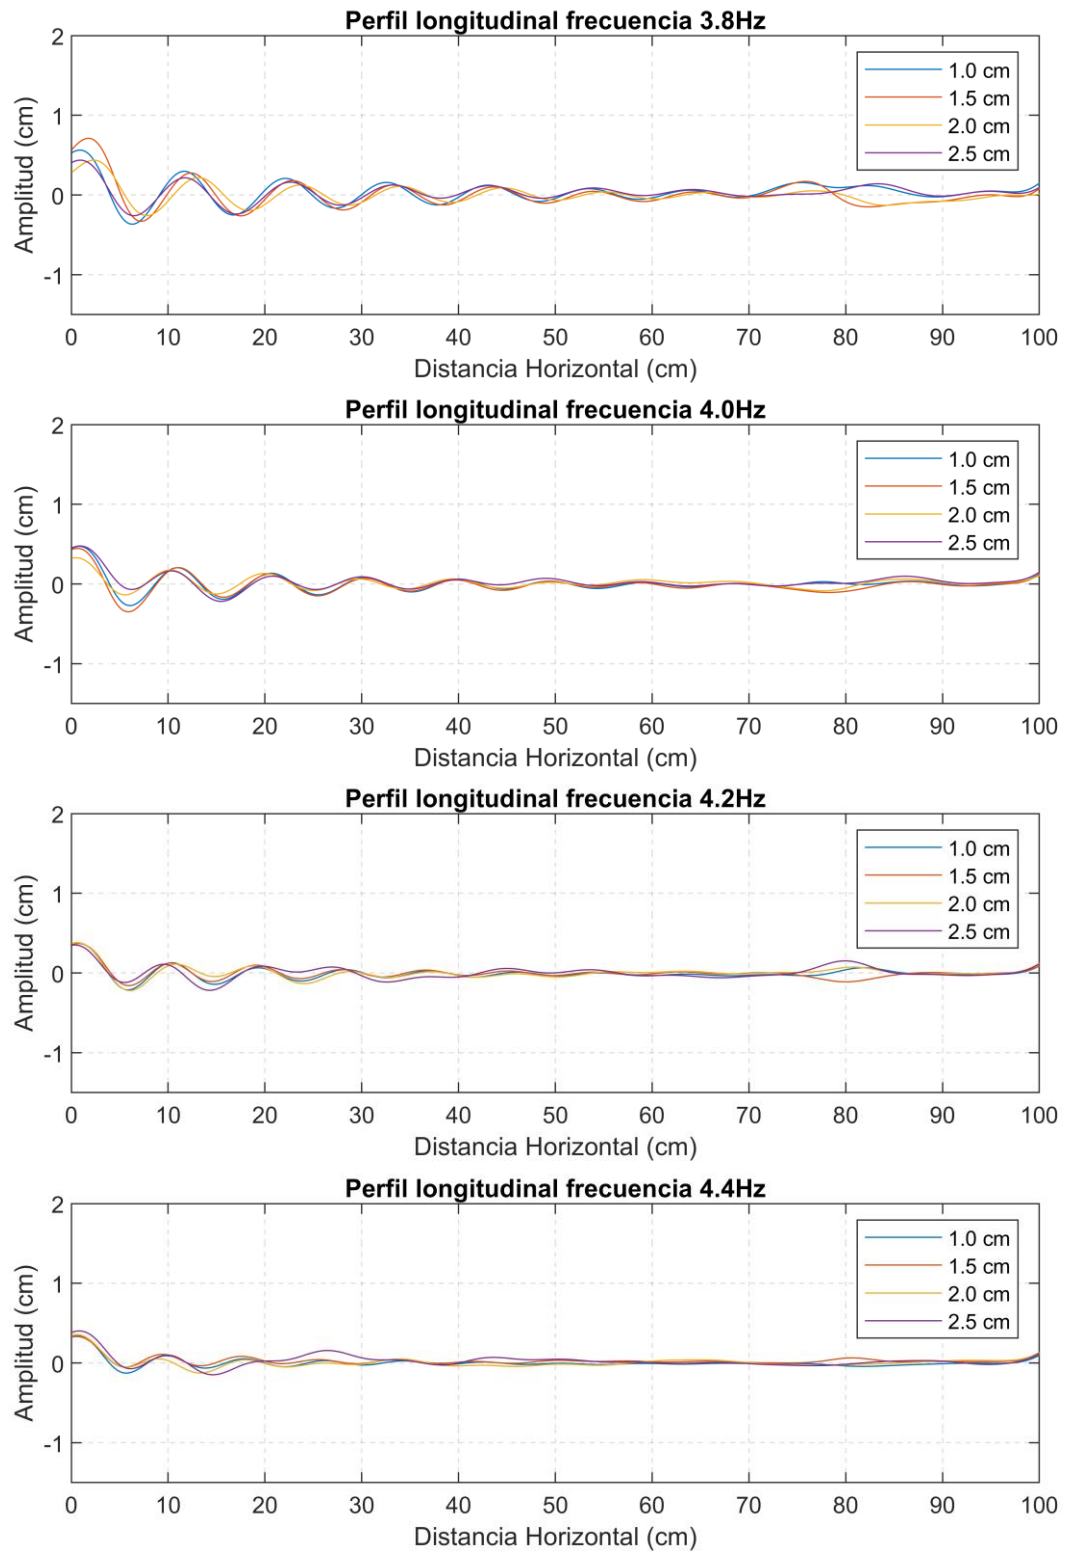 Perfil longitudinal frecuencia 3.8Hz
2
1
0
-1
Amplitud (cm)
1.0 cm
1.5 cm
2.0 cm
2.5 cm
0 10 20 30 40 50 60 70 80 90 100
Distancia Horizontal (cm)
Perfil longitudinal frecuencia 4.0Hz
2
1
0
-1
Amplitud (cm)
1.0 cm
1.5 cm
2.0 cm
2.5 cm
0 10 20 30 40 50 60 70 80 90 100
Distancia Horizontal (cm)
Perfil longitudinal frecuencia 4.2Hz
2
1
0
-1
Amplitud (cm)
1.0 cm
1.5 cm
2.0 cm
2.5 cm
0 10 20 30 40 50 60 70 80 90 100
Distancia Horizontal (cm)
Perfil longitudinal frecuencia 4.4Hz
2
1
0
-1
Amplitud (cm)
1.0 cm
1.5 cm
2.0 cm
2.5 cm
0 10 20 30 40 50 60 70 80 90 100
Distancia Horizontal (cm)